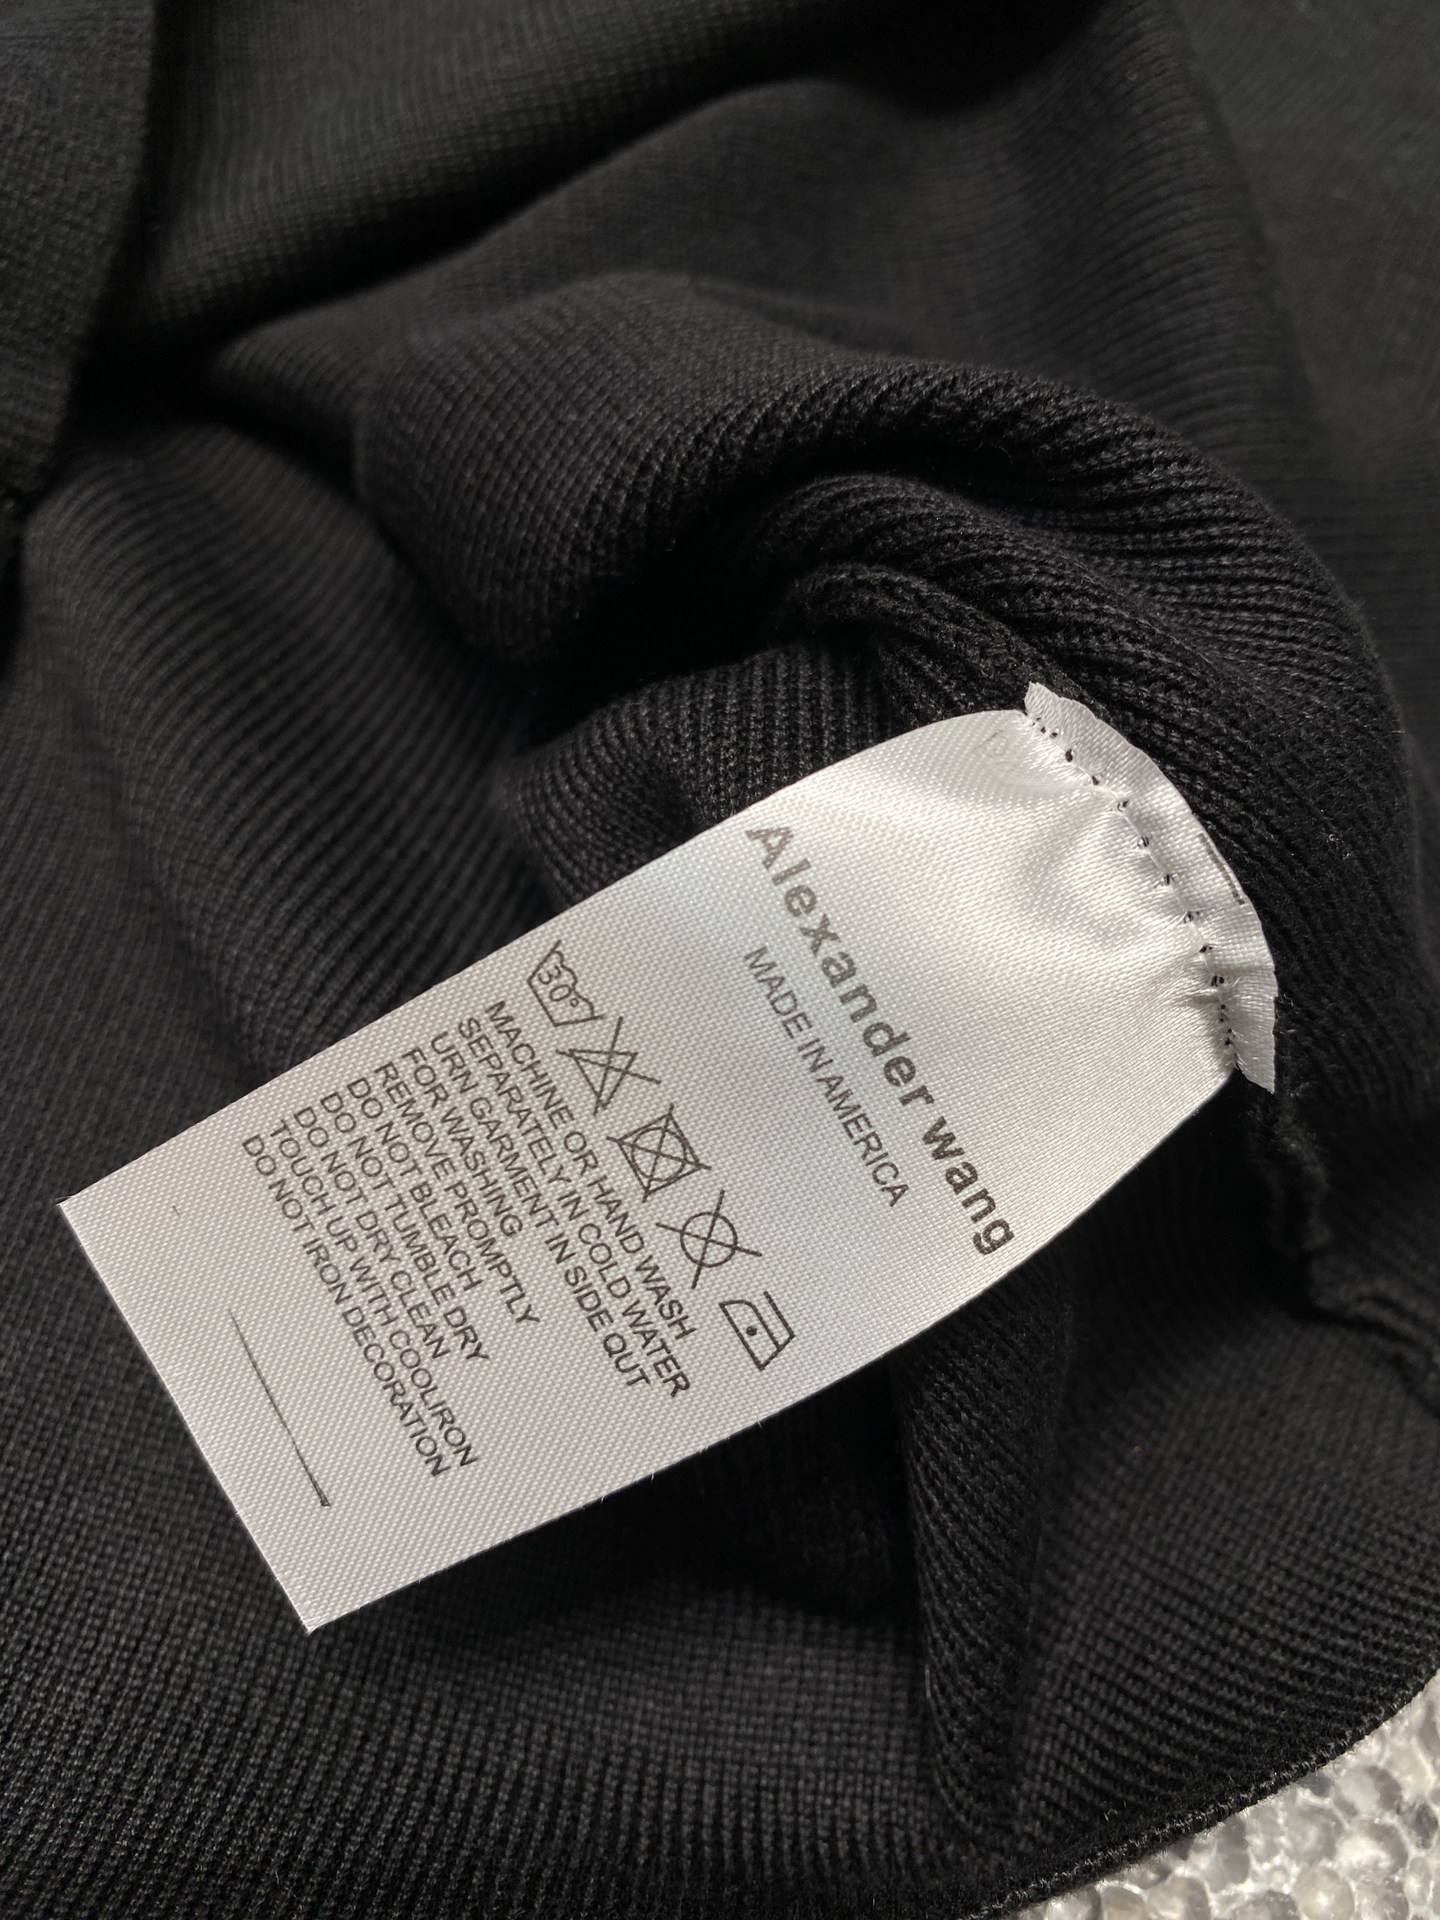 Alexander wang
MADE IN AMERICA
30°
MACHINE OR HAND WASH
SEPARATELY IN COLD WATER
URN GARMENT IN SIDE QUT
FOR WASHING
REMOVE PROMPTLY
DO NOT BLEACH
DO NOT TUMBLE DRY
DO NOT DRY CLEAN
TOUCH UP WITH COOLIRON
DO NOT IRON DECORATION